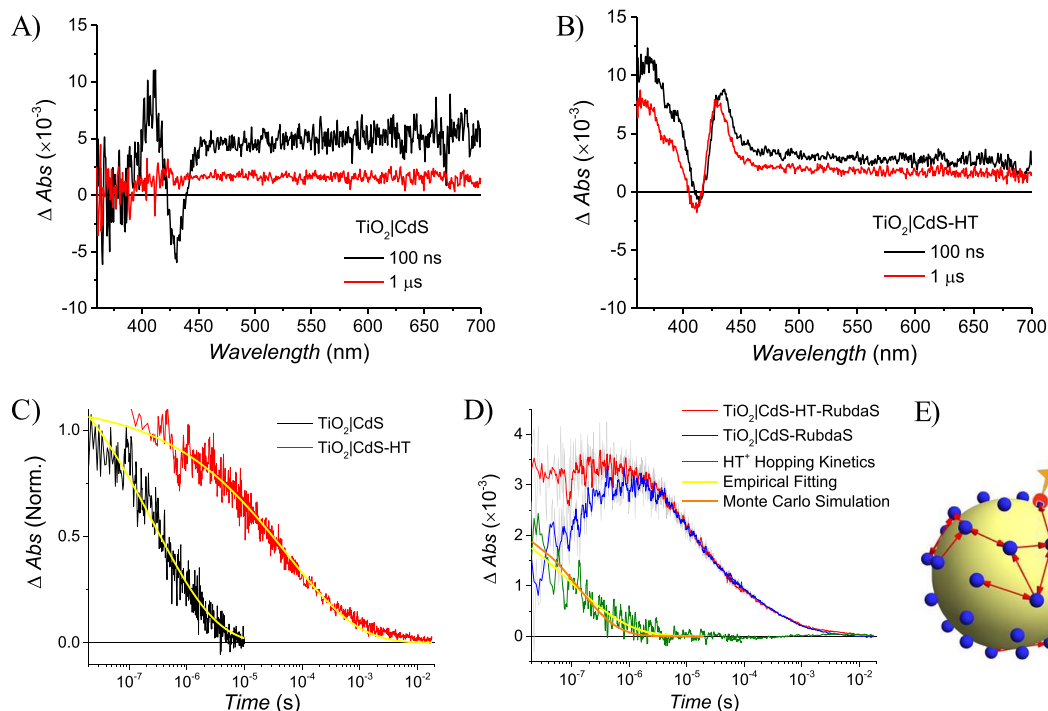 A)
Δ Abs (×10-3)
15
10
5
0
-5
-10
400 450 500 550 600 650 700
Wavelength (nm)
TiO2|CdS
100 ns
1 μs
B)
Δ Abs (×10-3)
15
10
5
0
-5
-10
400 450 500 550 600 650 700
Wavelength (nm)
TiO2|CdS-HT
100 ns
1 μs
C)
Δ Abs (Norm.)
1.0
0.5
0.0
10-7 10-6 10-5 10-4 10-3 10-2
Time (s)
TiO2|CdS
TiO2|CdS-HT
D)
Δ Abs (×10-3)
4
3
2
1
0
10-7 10-6 10-5 10-4 10-3 10-2
Time (s)
TiO2|CdS-HT-RubdaS
TiO2|CdS-RubdaS
HT+ Hopping Kinetics
Empirical Fitting
Monte Carlo Simulation
E)